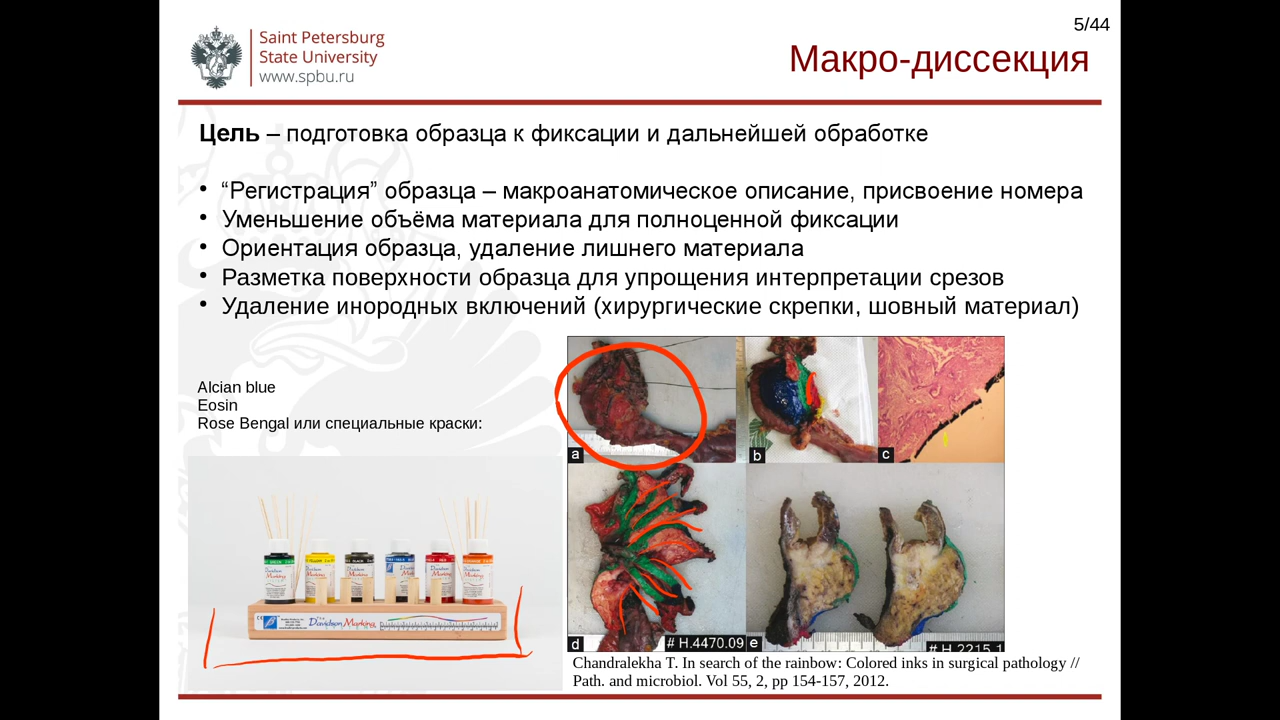 5/44
Saint Petersburg
State University
www.spbu.ru
Макро-диссекция
Цель – подготовка образца к фиксации и дальнейшей обработке
• “Регистрация” образца – макроанатомическое описание, присвоение номера
• Уменьшение объёма материала для полноценной фиксации
• Ориентация образца, удаление лишнего материала
• Разметка поверхности образца для упрощения интерпретации срезов
• Удаление инородных включений (хирургические скрепки, шовный материал)
Alcian blue
Eosin
Rose Bengal или специальные краски:
a
b
c
d
# H.4470.09
e
# H.2215.1
Davidson Marking
Chandralekha T. In search of the rainbow: Colored inks in surgical pathology //
Path. and microbiol. Vol 55, 2, pp 154-157, 2012.